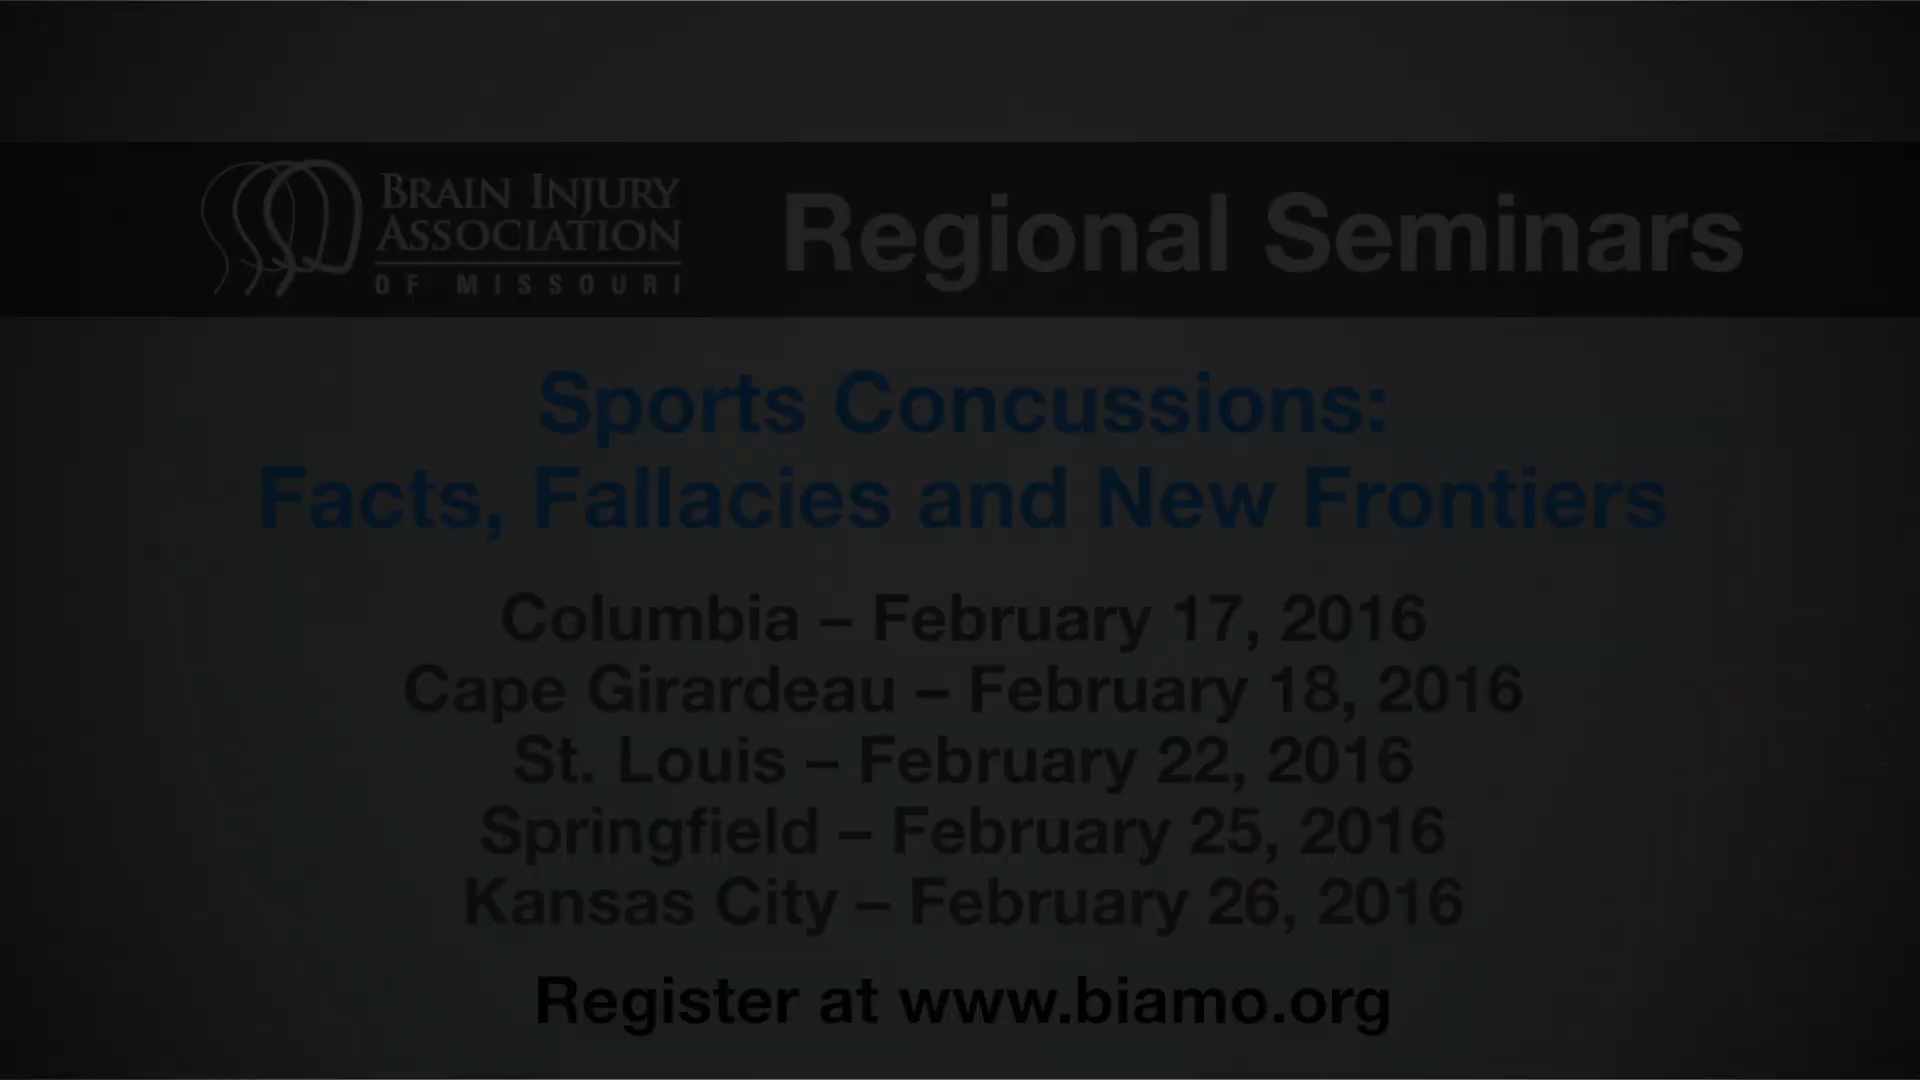 BRAIN INJURY
ASSOCIATION
OF MISSOURI
Regional Seminars
Sports Concussions:
Facts, Fallacies and New Frontiers
Columbia – February 17, 2016
Cape Girardeau – February 18, 2016
St. Louis – February 22, 2016
Springfield – February 25, 2016
Kansas City – February 26, 2016
Register at www.biamo.org